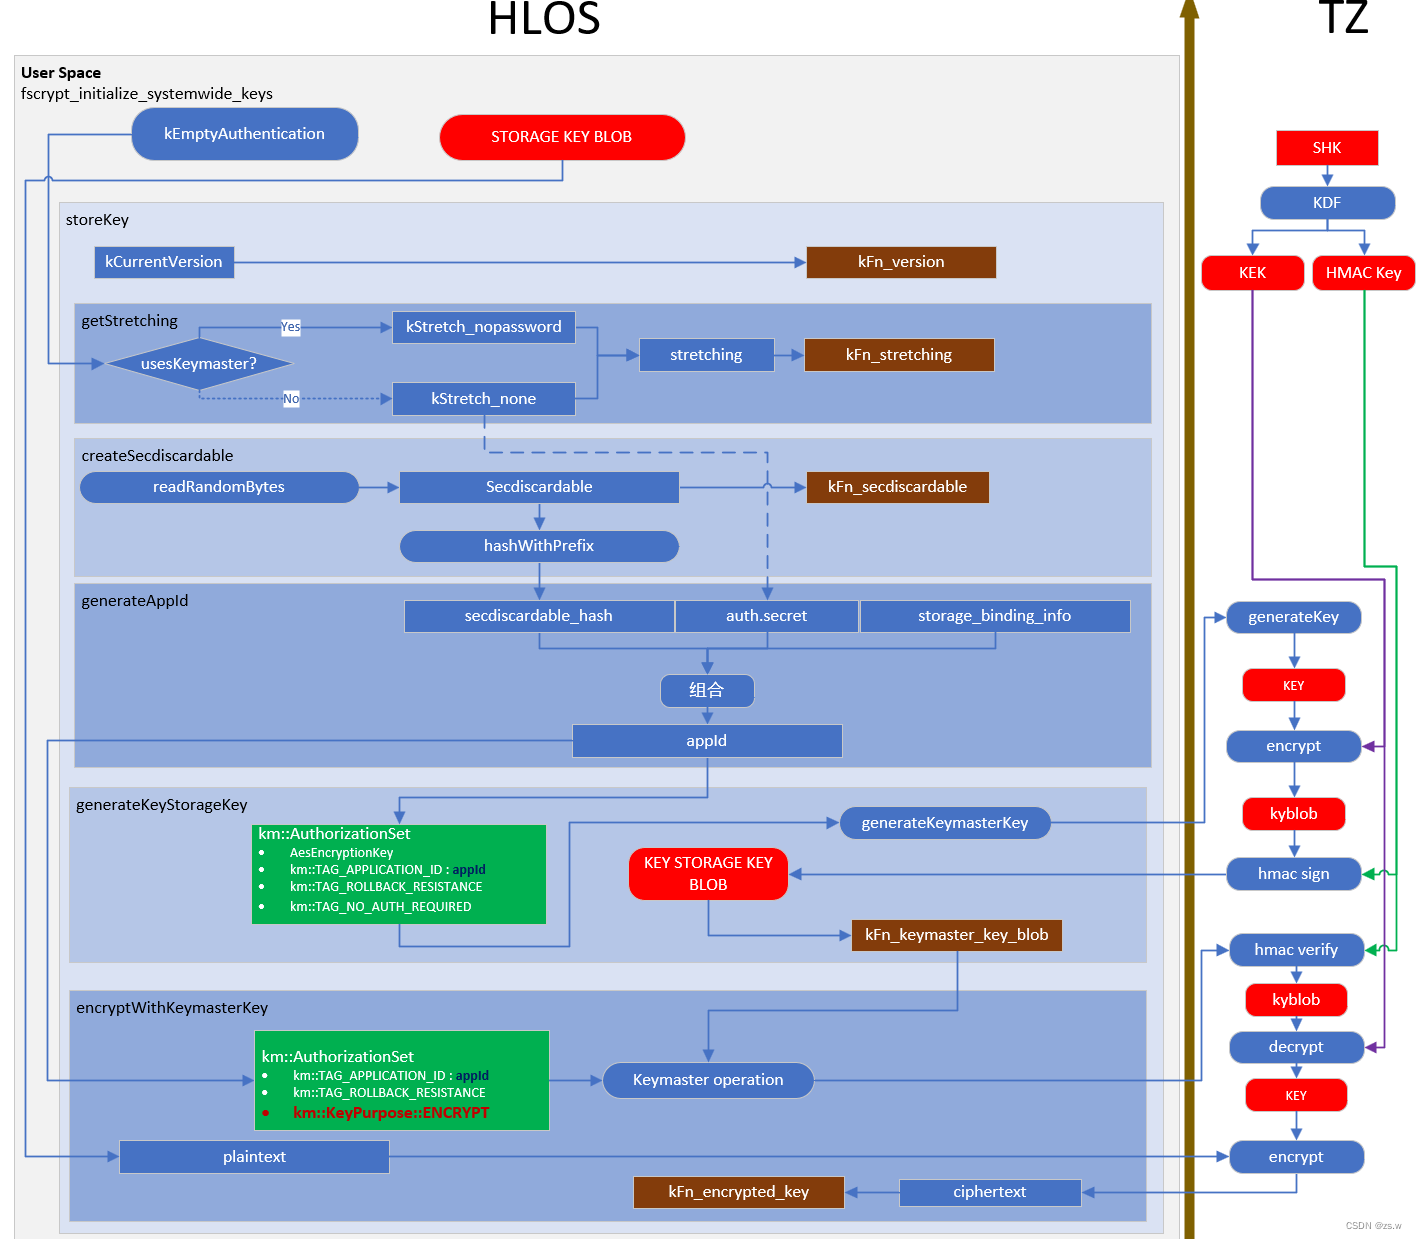 HLOS
TZ
User Space
fscrypt_initialize_systemwide_keys
kEmptyAuthentication
STORAGE KEY BLOB
SHK
KDF
KEK
HMAC Key
storeKey
kCurrentVersion
kFn_version
getStretching
usesKeymaster?
Yes
No
kStretch_nopassword
kStretch_none
stretching
kFn_stretching
createSecdiscardable
readRandomBytes
Secdiscardable
kFn_secdiscardable
hashWithPrefix
generateAppId
secdiscardable_hash
auth.secret
storage_binding_info
组合
appId
generateKey
KEY
encrypt
kyblob
hmac sign
generateKeyStorageKey
km::AuthorizationSet
• AesEncryptionKey
• km::TAG_APPLICATION_ID : appId
• km::TAG_ROLLBACK_RESISTANCE
• km::TAG_NO_AUTH_REQUIRED
generateKeymasterKey
KEY STORAGE KEY
BLOB
kFn_keymaster_key_blob
hmac verify
kyblob
decrypt
KEY
encrypt
encryptWithKeymasterKey
km::AuthorizationSet
• km::TAG_APPLICATION_ID : appId
• km::TAG_ROLLBACK_RESISTANCE
• km::KeyPurpose::ENCRYPT
Keymaster operation
plaintext
kFn_encrypted_key
ciphertext
CSDN @zs.w